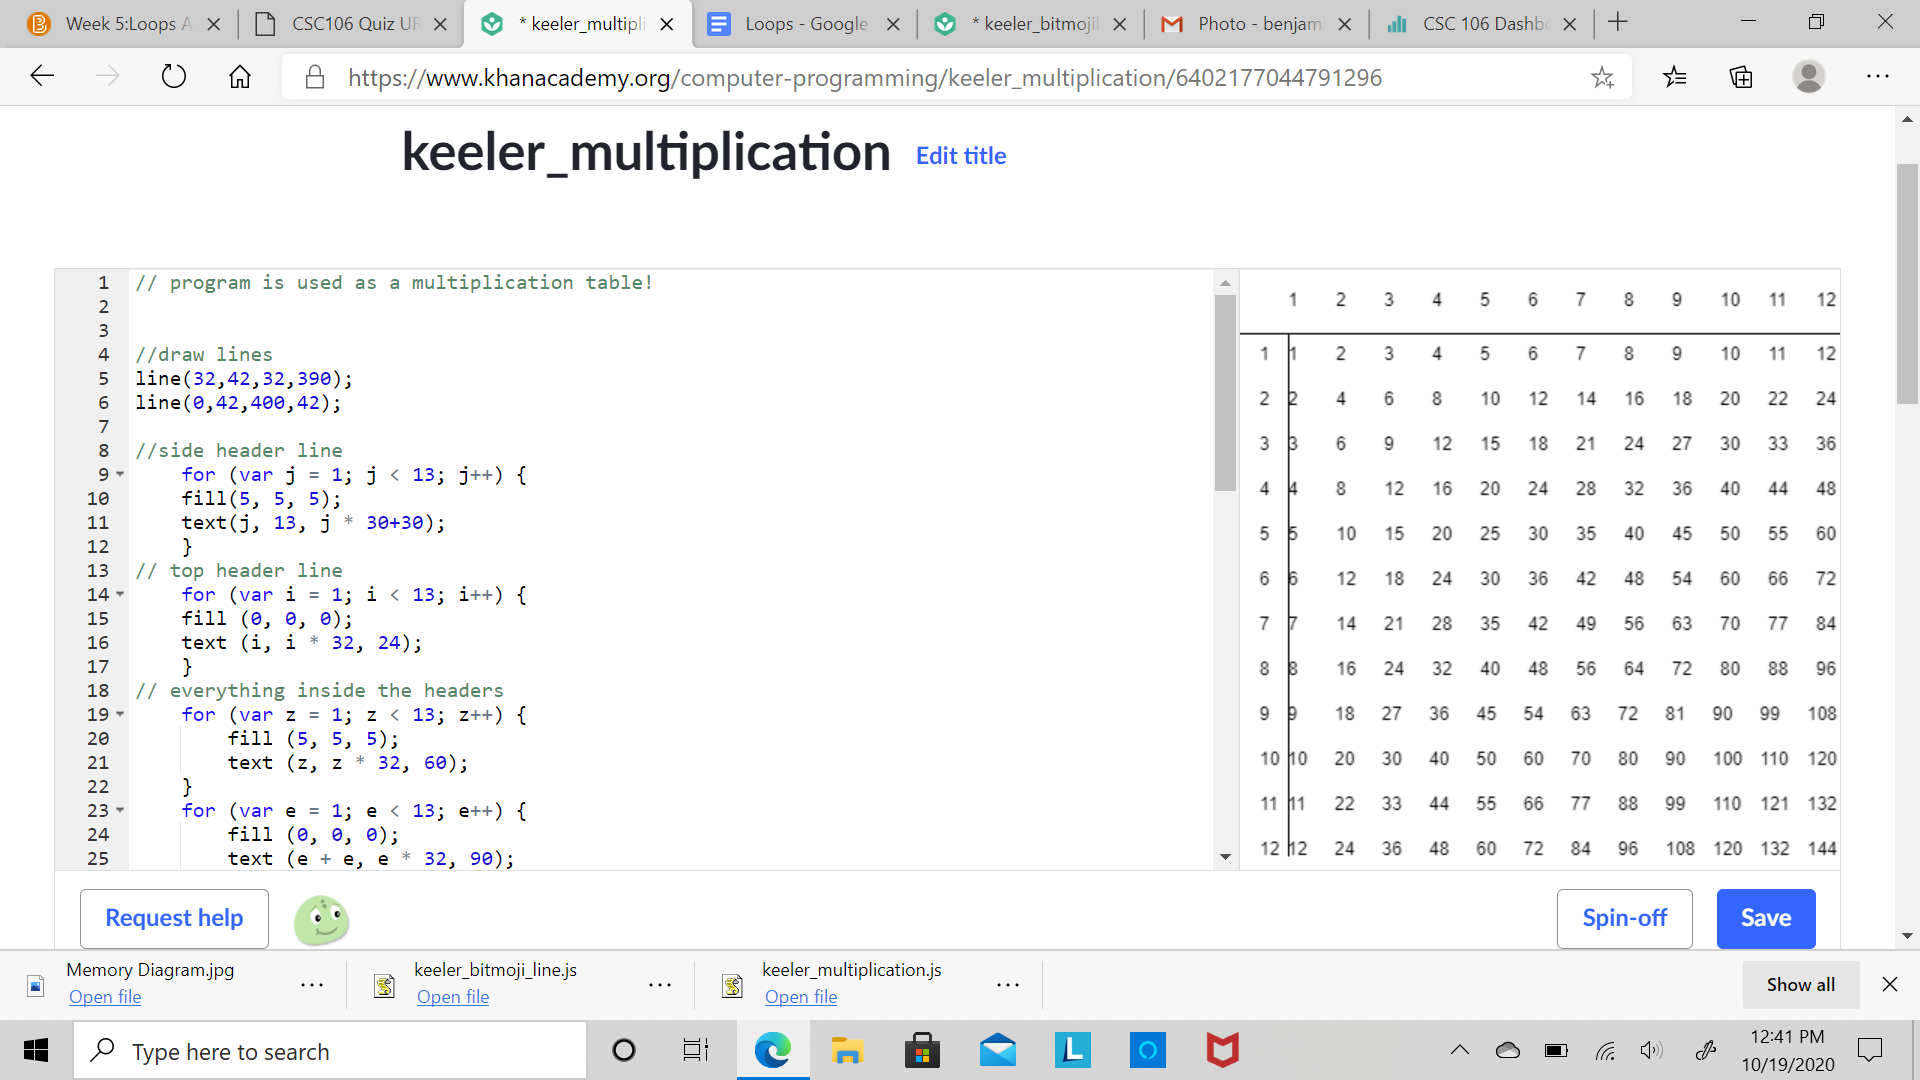 Week 5:Loops A
CSC106 Quiz UR
* keeler_multipli
Loops - Google
* keeler_bitmojil
Photo - benjam
CSC 106 Dashbo
https://www.khanacademy.org/computer-programming/keeler_multiplication/6402177044791296
keeler_multiplication Edit title
1 // program is used as a multiplication table!
2
3
4 //draw lines
5 line(32,42,32,390);
6 line(0,42,400,42);
7
8 //side header line
9 for (var j = 1; j < 13; j++) {
10 fill(5, 5, 5);
11 text(j, 13, j * 30+30);
12 }
13 // top header line
14 for (var i = 1; i < 13; i++) {
15 fill (0, 0, 0);
16 text (i, i * 32, 24);
17 }
18 // everything inside the headers
19 for (var z = 1; z < 13; z++) {
20 fill (5, 5, 5);
21 text (z, z * 32, 60);
22 }
23 for (var e = 1; e < 13; e++) {
24 fill (0, 0, 0);
25 text (e + e, e * 32, 90);
1 2 3 4 5 6 7 8 9 10 11 12
1 1 2 3 4 5 6 7 8 9 10 11 12
2 2 4 6 8 10 12 14 16 18 20 22 24
3 3 6 9 12 15 18 21 24 27 30 33 36
4 4 8 12 16 20 24 28 32 36 40 44 48
5 5 10 15 20 25 30 35 40 45 50 55 60
6 6 12 18 24 30 36 42 48 54 60 66 72
7 7 14 21 28 35 42 49 56 63 70 77 84
8 8 16 24 32 40 48 56 64 72 80 88 96
9 9 18 27 36 45 54 63 72 81 90 99 108
10 10 20 30 40 50 60 70 80 90 100 110 120
11 11 22 33 44 55 66 77 88 99 110 121 132
12 12 24 36 48 60 72 84 96 108 120 132 144
Request help
Spin-off
Save
Memory Diagram.jpg
Open file
keeler_bitmoji_line.js
Open file
keeler_multiplication.js
Open file
Show all
Type here to search
L
12:41 PM
10/19/2020